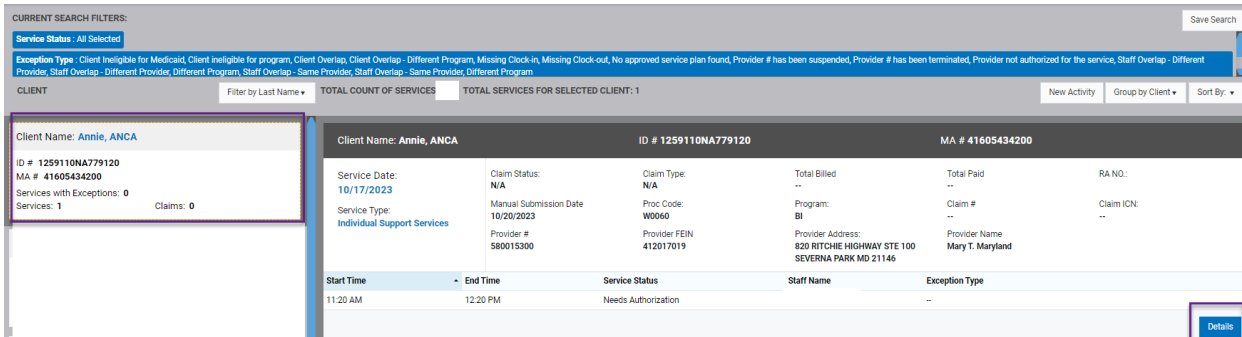 CURRENT SEARCH FILTERS:
Save Search
Service Status : All Selected
Exception Type : Client Ineligible for Medicaid, Client ineligible for program, Client Overlap, Client Overlap - Different Program, Missing Clock-in, Missing Clock-out, No approved service plan found, Provider # has been suspended, Provider # has been terminated, Provider not authorized for the service, Staff Overlap - Different
Provider, Staff Overlap - Different Provider, Different Program, Staff Overlap - Same Provider, Staff Overlap - Same Provider, Different Program
CLIENT Filter by Last Name TOTAL COUNT OF SERVICES TOTAL SERVICES FOR SELECTED CLIENT: 1 New Activity Group by Client Sort By:
Client Name: Annie, ANCA
ID # 1259110NA779120
MA # 41605434200
Services with Exceptions: 0
Services: 1 Claims: 0
Client Name: Annie, ANCA ID # 1259110NA779120 MA # 41605434200
Service Date:
10/17/2023
Service Type:
Individual Support Services
Claim Status: Claim Type: Total Billed Total Paid RA NO.:
N/A N/A -- --
Manual Submission Date Proc Code: Program: Claim # Claim ICN:
10/20/2023 W0060 BI -- --
Provider # Provider FEIN Provider Address: Provider Name
580015300 412017019 820 RITCHIE HIGHWAY STE 100 Mary T. Maryland
SEVERNA PARK MD 21146
Start Time End Time Service Status Staff Name Exception Type
11:20 AM 12:20 PM Needs Authorization --
Details